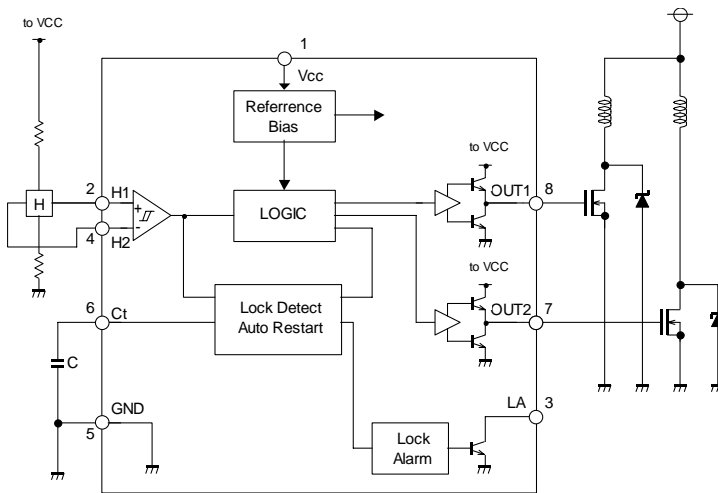 to VCC
1
Vcc
Referrence
Bias
to VCC
2
H1
H
+
-
LOGIC
OUT1
8
4
H2
to VCC
6
Ct
Lock Detect
Auto Restart
OUT2
7
C
GND
5
LA
3
Lock
Alarm